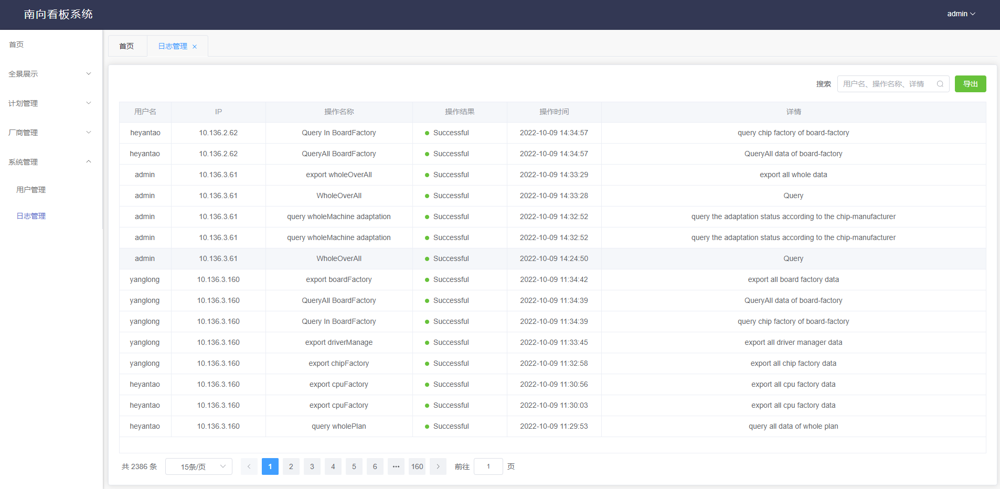 南向看板系统
admin
首页
全景展示
计划管理
厂商管理
系统管理
用户管理
日志管理
首页 日志管理
搜索 用户名、操作名称、详情 导出
用户名 IP 操作名称 操作结果 操作时间 详情
heyantao 10.136.2.62 Query In BoardFactory Successful 2022-10-09 14:34:57 query chip factory of board-factory
heyantao 10.136.2.62 QueryAll BoardFactory Successful 2022-10-09 14:34:57 QueryAll data of board-factory
admin 10.136.3.61 export wholeOverAll Successful 2022-10-09 14:33:29 export all whole data
admin 10.136.3.61 WholeOverAll Successful 2022-10-09 14:33:28 Query
admin 10.136.3.61 query wholeMachine adaptation Successful 2022-10-09 14:32:52 query the adaptation status according to the chip-manufacturer
admin 10.136.3.61 query wholeMachine adaptation Successful 2022-10-09 14:32:52 query the adaptation status according to the chip-manufacturer
admin 10.136.3.61 WholeOverAll Successful 2022-10-09 14:24:50 Query
yanglong 10.136.3.160 export boardFactory Successful 2022-10-09 11:34:42 export all board factory data
yanglong 10.136.3.160 QueryAll BoardFactory Successful 2022-10-09 11:34:39 QueryAll data of board-factory
yanglong 10.136.3.160 Query In BoardFactory Successful 2022-10-09 11:34:39 query chip factory of board-factory
yanglong 10.136.3.160 export driverManage Successful 2022-10-09 11:33:45 export all driver manager data
yanglong 10.136.3.160 export chipFactory Successful 2022-10-09 11:32:58 export all chip factory data
heyantao 10.136.3.160 export cpuFactory Successful 2022-10-09 11:30:56 export all cpu factory data
heyantao 10.136.3.160 export cpuFactory Successful 2022-10-09 11:30:03 export all cpu factory data
heyantao 10.136.3.160 query wholePlan Successful 2022-10-09 11:29:53 query all data of whole plan
共 2386 条 15条/页 1 2 3 4 5 6 ••• 160 前往 1 页